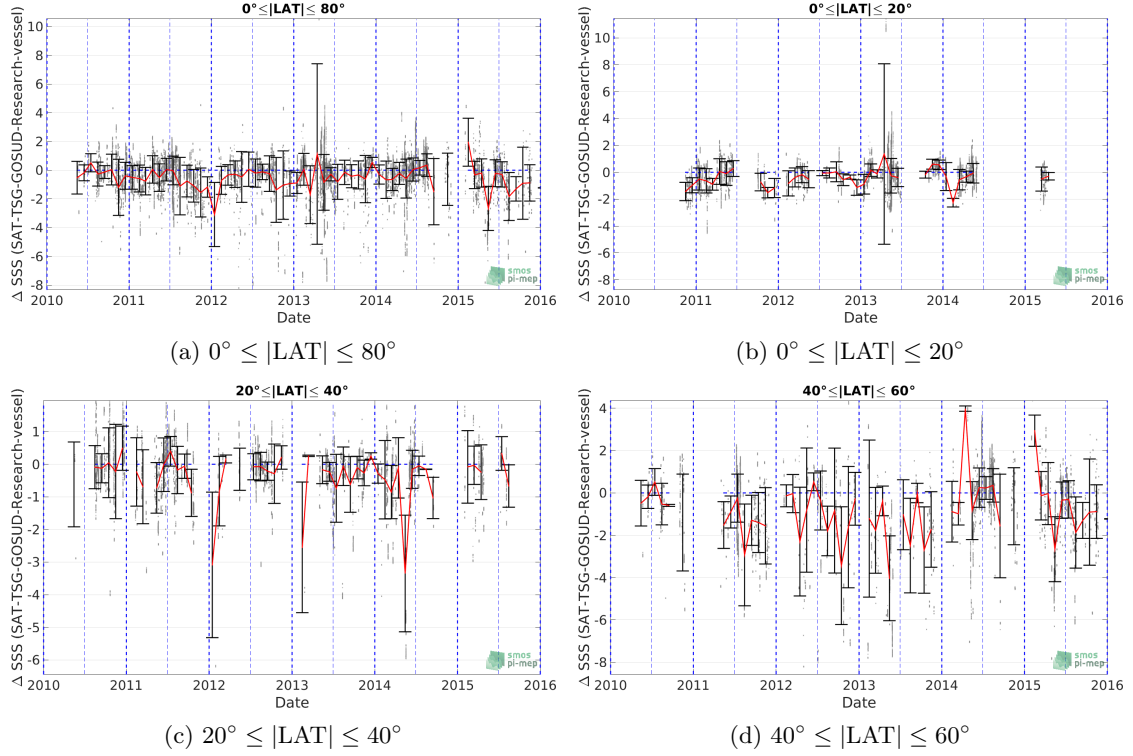 0°≤|LAT|≤ 80°
Δ SSS (SAT-TSG-GOSUD-Research-vessel)
10
8
6
4
2
0
-2
-4
-6
-8
2010 2011 2012 2013 2014 2015 2016
Date
smos
pi-mep
(a) 0° ≤ |LAT| ≤ 80°
0°≤|LAT|≤ 20°
Δ SSS (SAT-TSG-GOSUD-Research-vessel)
10
8
6
4
2
0
-2
-4
-6
-8
2010 2011 2012 2013 2014 2015 2016
Date
smos
pi-mep
(b) 0° ≤ |LAT| ≤ 20°
20°≤|LAT|≤ 40°
Δ SSS (SAT-TSG-GOSUD-Research-vessel)
1
0
-1
-2
-3
-4
-5
-6
2010 2011 2012 2013 2014 2015 2016
Date
smos
pi-mep
(c) 20° ≤ |LAT| ≤ 40°
40°≤|LAT|≤ 60°
Δ SSS (SAT-TSG-GOSUD-Research-vessel)
4
2
0
-2
-4
-6
-8
2010 2011 2012 2013 2014 2015 2016
Date
smos
pi-mep
(d) 40° ≤ |LAT| ≤ 60°